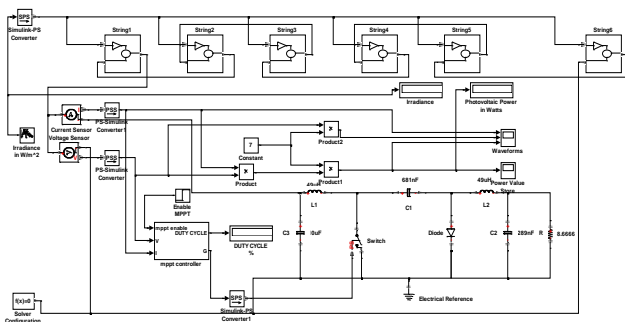 SPS
Simulink-PS
Converter
String1
String2
String3
String4
String5
String6
Irradiance
Photovoltaic Power
in Watts
A
Current Sensor
Voltage Sensor
V
PSS
PS-Simulink
Converter1
PSS
PS-Simulink
Converter
Irradiance
in W/m^2
7
Constant
×
Product
×
Product2
×
Product1
Waveforms
Power Value
Store
Enable
MPPT
mppt enable
V
I
DUTY CYCLE
G
mppt controller
DUTY CYCLE
%
49uH
L1
681nF
C1
49uH
L2
C3
Switch
Diode
C2
289nF
R
8.6666
SPS
Simulink-PS
Converter1
Electrical Reference
f(x)=0
Solver
Configuration